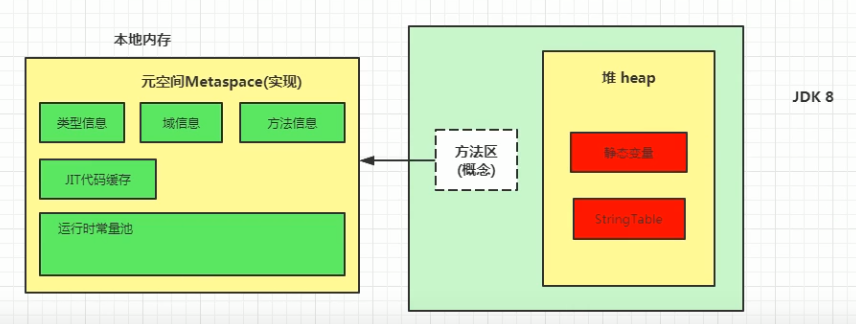 本地内存
元空间Metaspace(实现)
类型信息
域信息
方法信息
JIT代码缓存
运行时常量池
方法区
(概念)
堆 heap
静态变量
StringTable
JDK 8